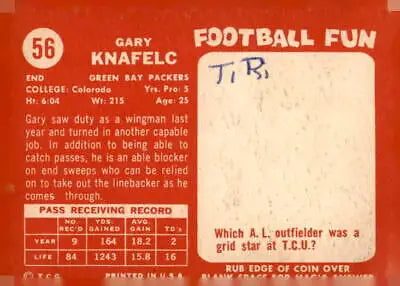 56
GARY
KNAFELC
END GREEN BAY PACKERS
COLLEGE: Colorado Yrs. Pro: 5
Ht: 6:04 Wt: 215 Age: 25
Gary saw duty as a wingman last
year and turned in another capable
job. In addition to being able to
catch passes, he is an able blocker
on end sweeps who can be relied
on to take out the linebacker as he
comes through.
PASS RECEIVING RECORD
NO. REC'D YDS. GAINED AVG. GAIN TD's
YEAR 9 164 18.2 2
LIFE 84 1243 15.8 16
© T.C.G. PRINTED IN U.S.A.
FOOTBALL FUN
T.B.
Which A.L. outfielder was a
grid star at T.C.U.?
RUB EDGE OF COIN OVER
BLANK SPACE FOR MAGIC ANSWER